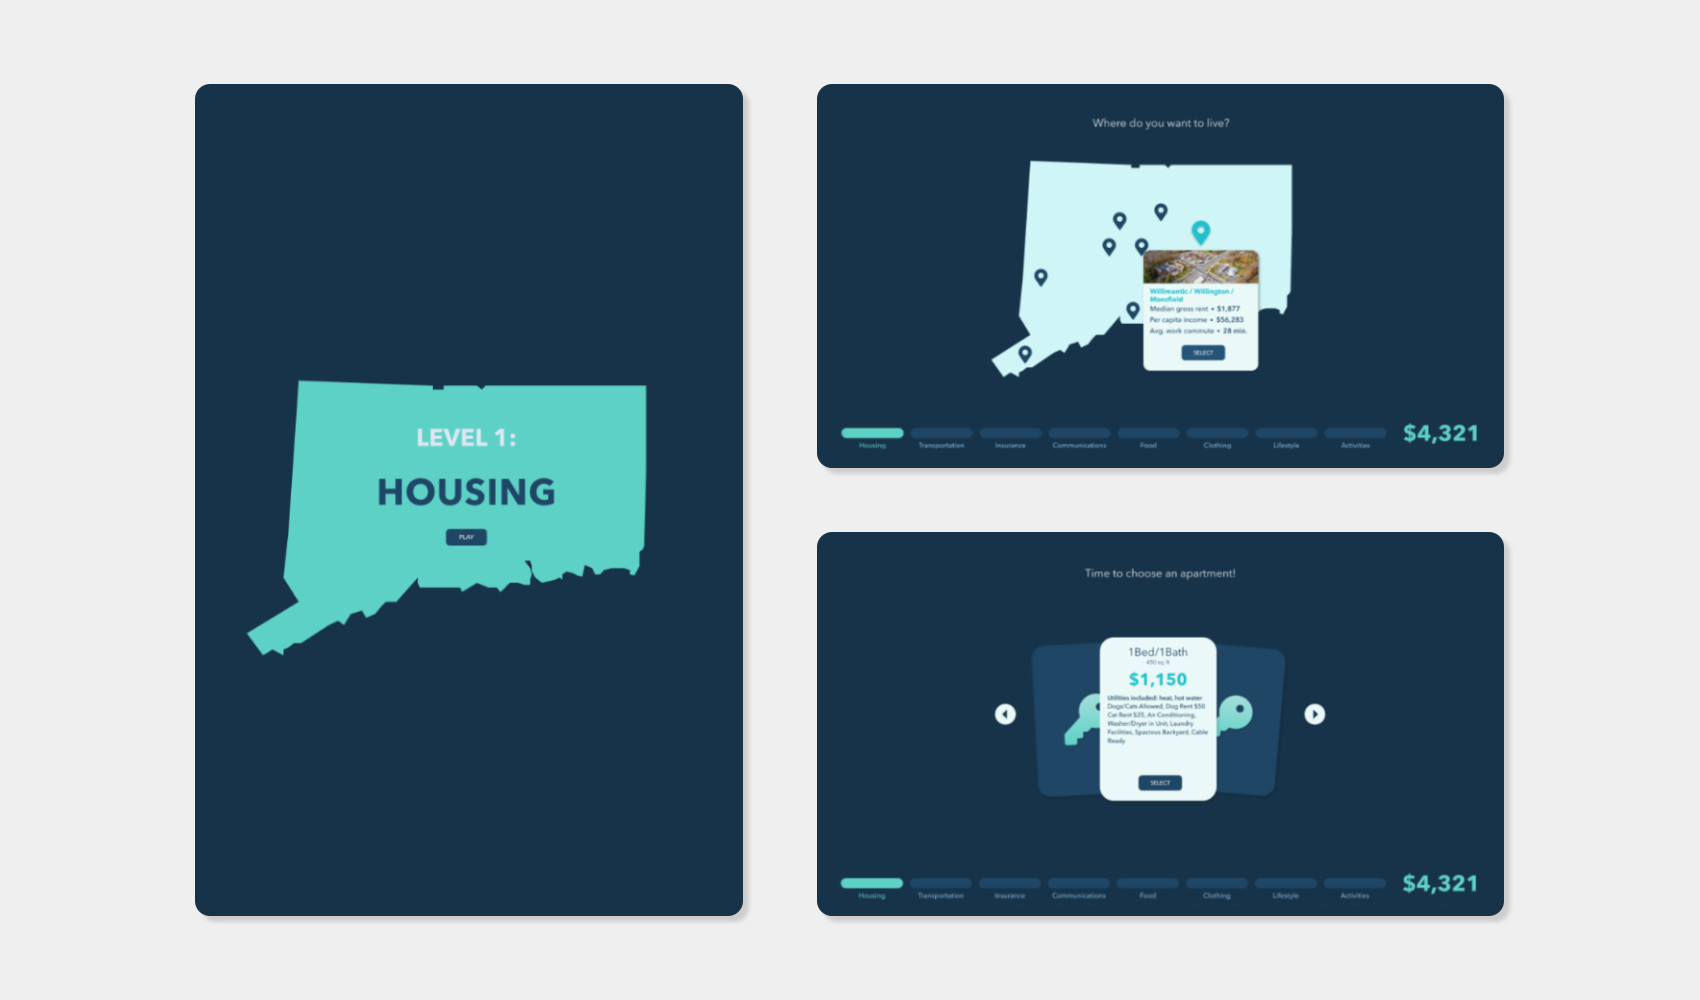 LEVEL 1:
HOUSING
PLAY
Where do you want to live?
Willimantic / Willington /
Mansfield
Median gross rent • $1,877
Per capita income • $56,283
Avg. work commute • 28 min.
SELECT
Housing
Transportation
Insurance
Communications
Food
Clothing
Lifestyle
Activities
$4,321
Time to choose an apartment!
1Bed/1Bath
450 sq. ft
$1,150
Utilities included: heat, hot water
Dogs/Cats Allowed, Dog Rent $50
Cat Rent $25, Air Conditioning,
Washer/Dryer in Unit, Laundry
Facilities, Spacious Backyard, Cable
Ready
SELECT
Housing
Transportation
Insurance
Communications
Food
Clothing
Lifestyle
Activities
$4,321